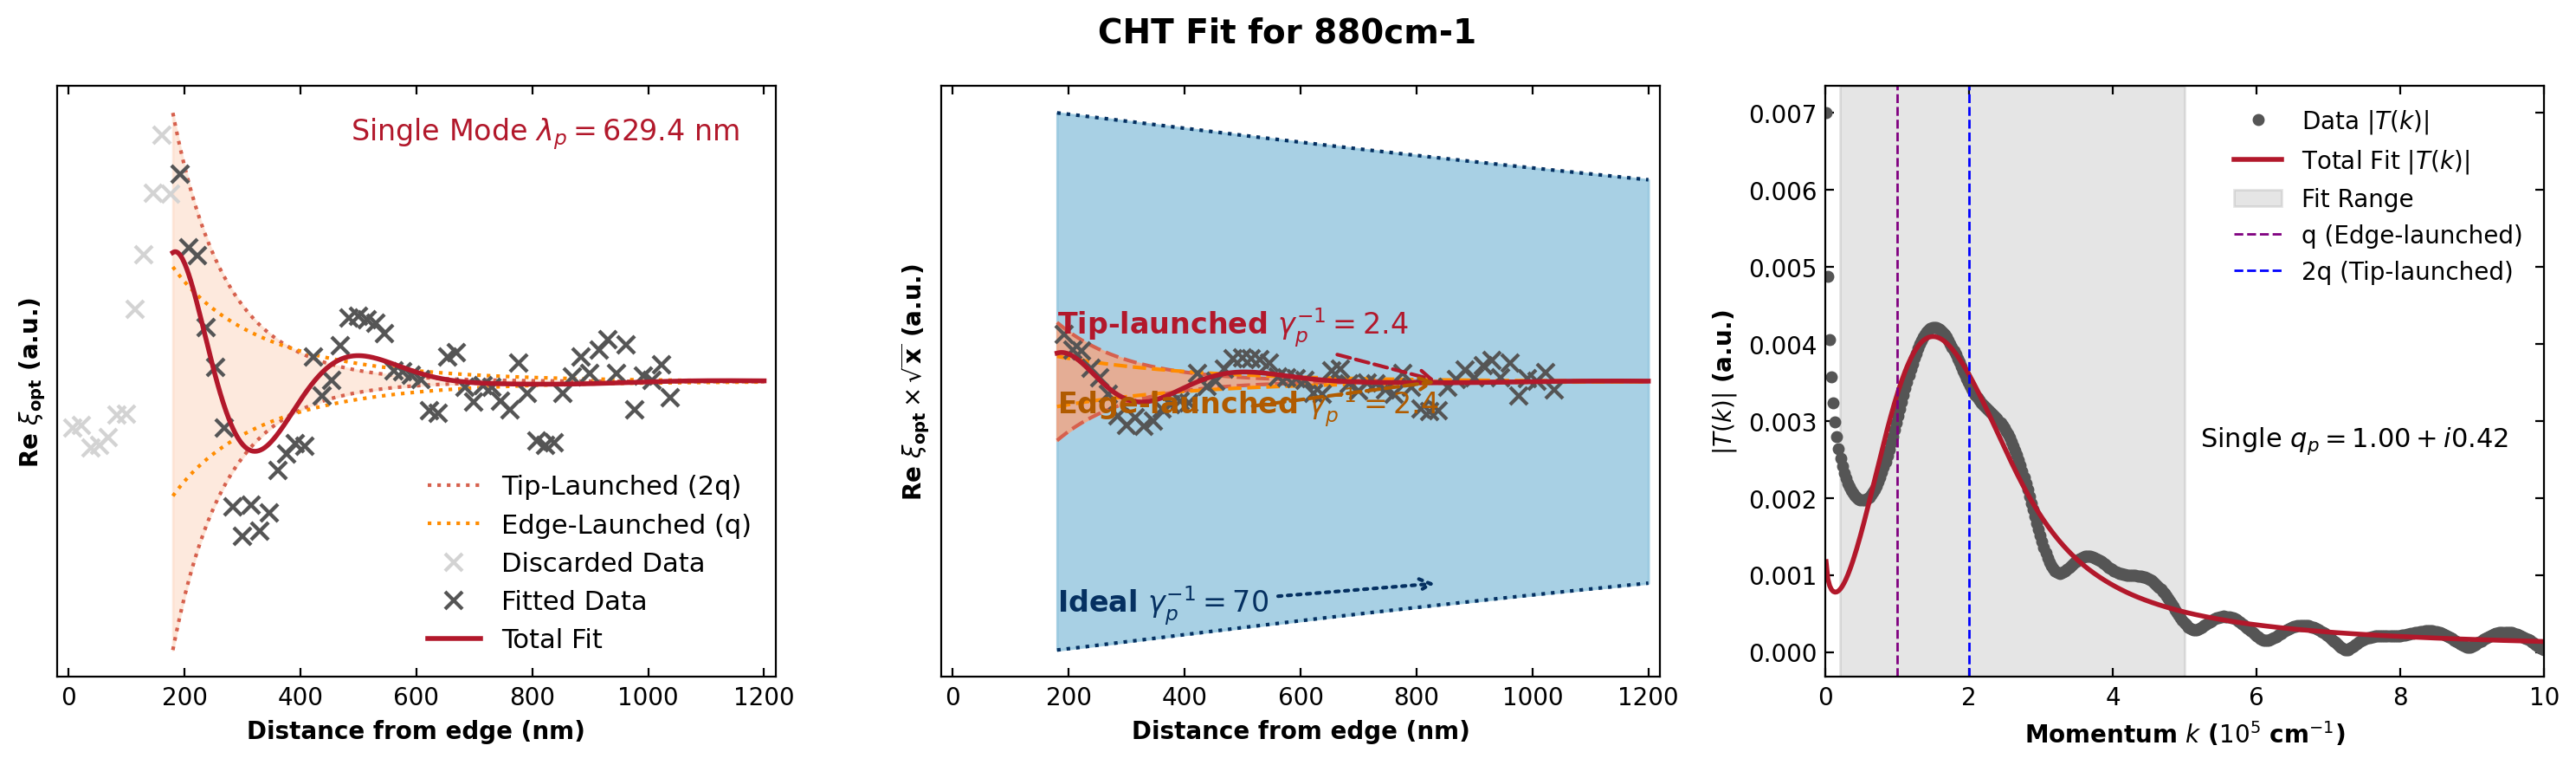 CHT Fit for 880cm-1
Single Mode λp = 629.4 nm
Re ξopt (a.u.)
Tip-Launched (2q)
Edge-Launched (q)
Discarded Data
Fitted Data
Total Fit
0 200 400 600 800 1000 1200
Distance from edge (nm)
Re ξopt × √x (a.u.)
Tip-launched γp⁻¹ = 2.4
Edge-launched γp⁻¹ = 2.4
Ideal γp⁻¹ = 70
0 200 400 600 800 1000 1200
Distance from edge (nm)
|T(k)| (a.u.)
0.007
0.006
0.005
0.004
0.003
0.002
0.001
0.000
Data |T(k)|
Total Fit |T(k)|
Fit Range
q (Edge-launched)
2q (Tip-launched)
Single qp = 1.00 + i0.42
0 2 4 6 8 10
Momentum k (10⁵ cm⁻¹)